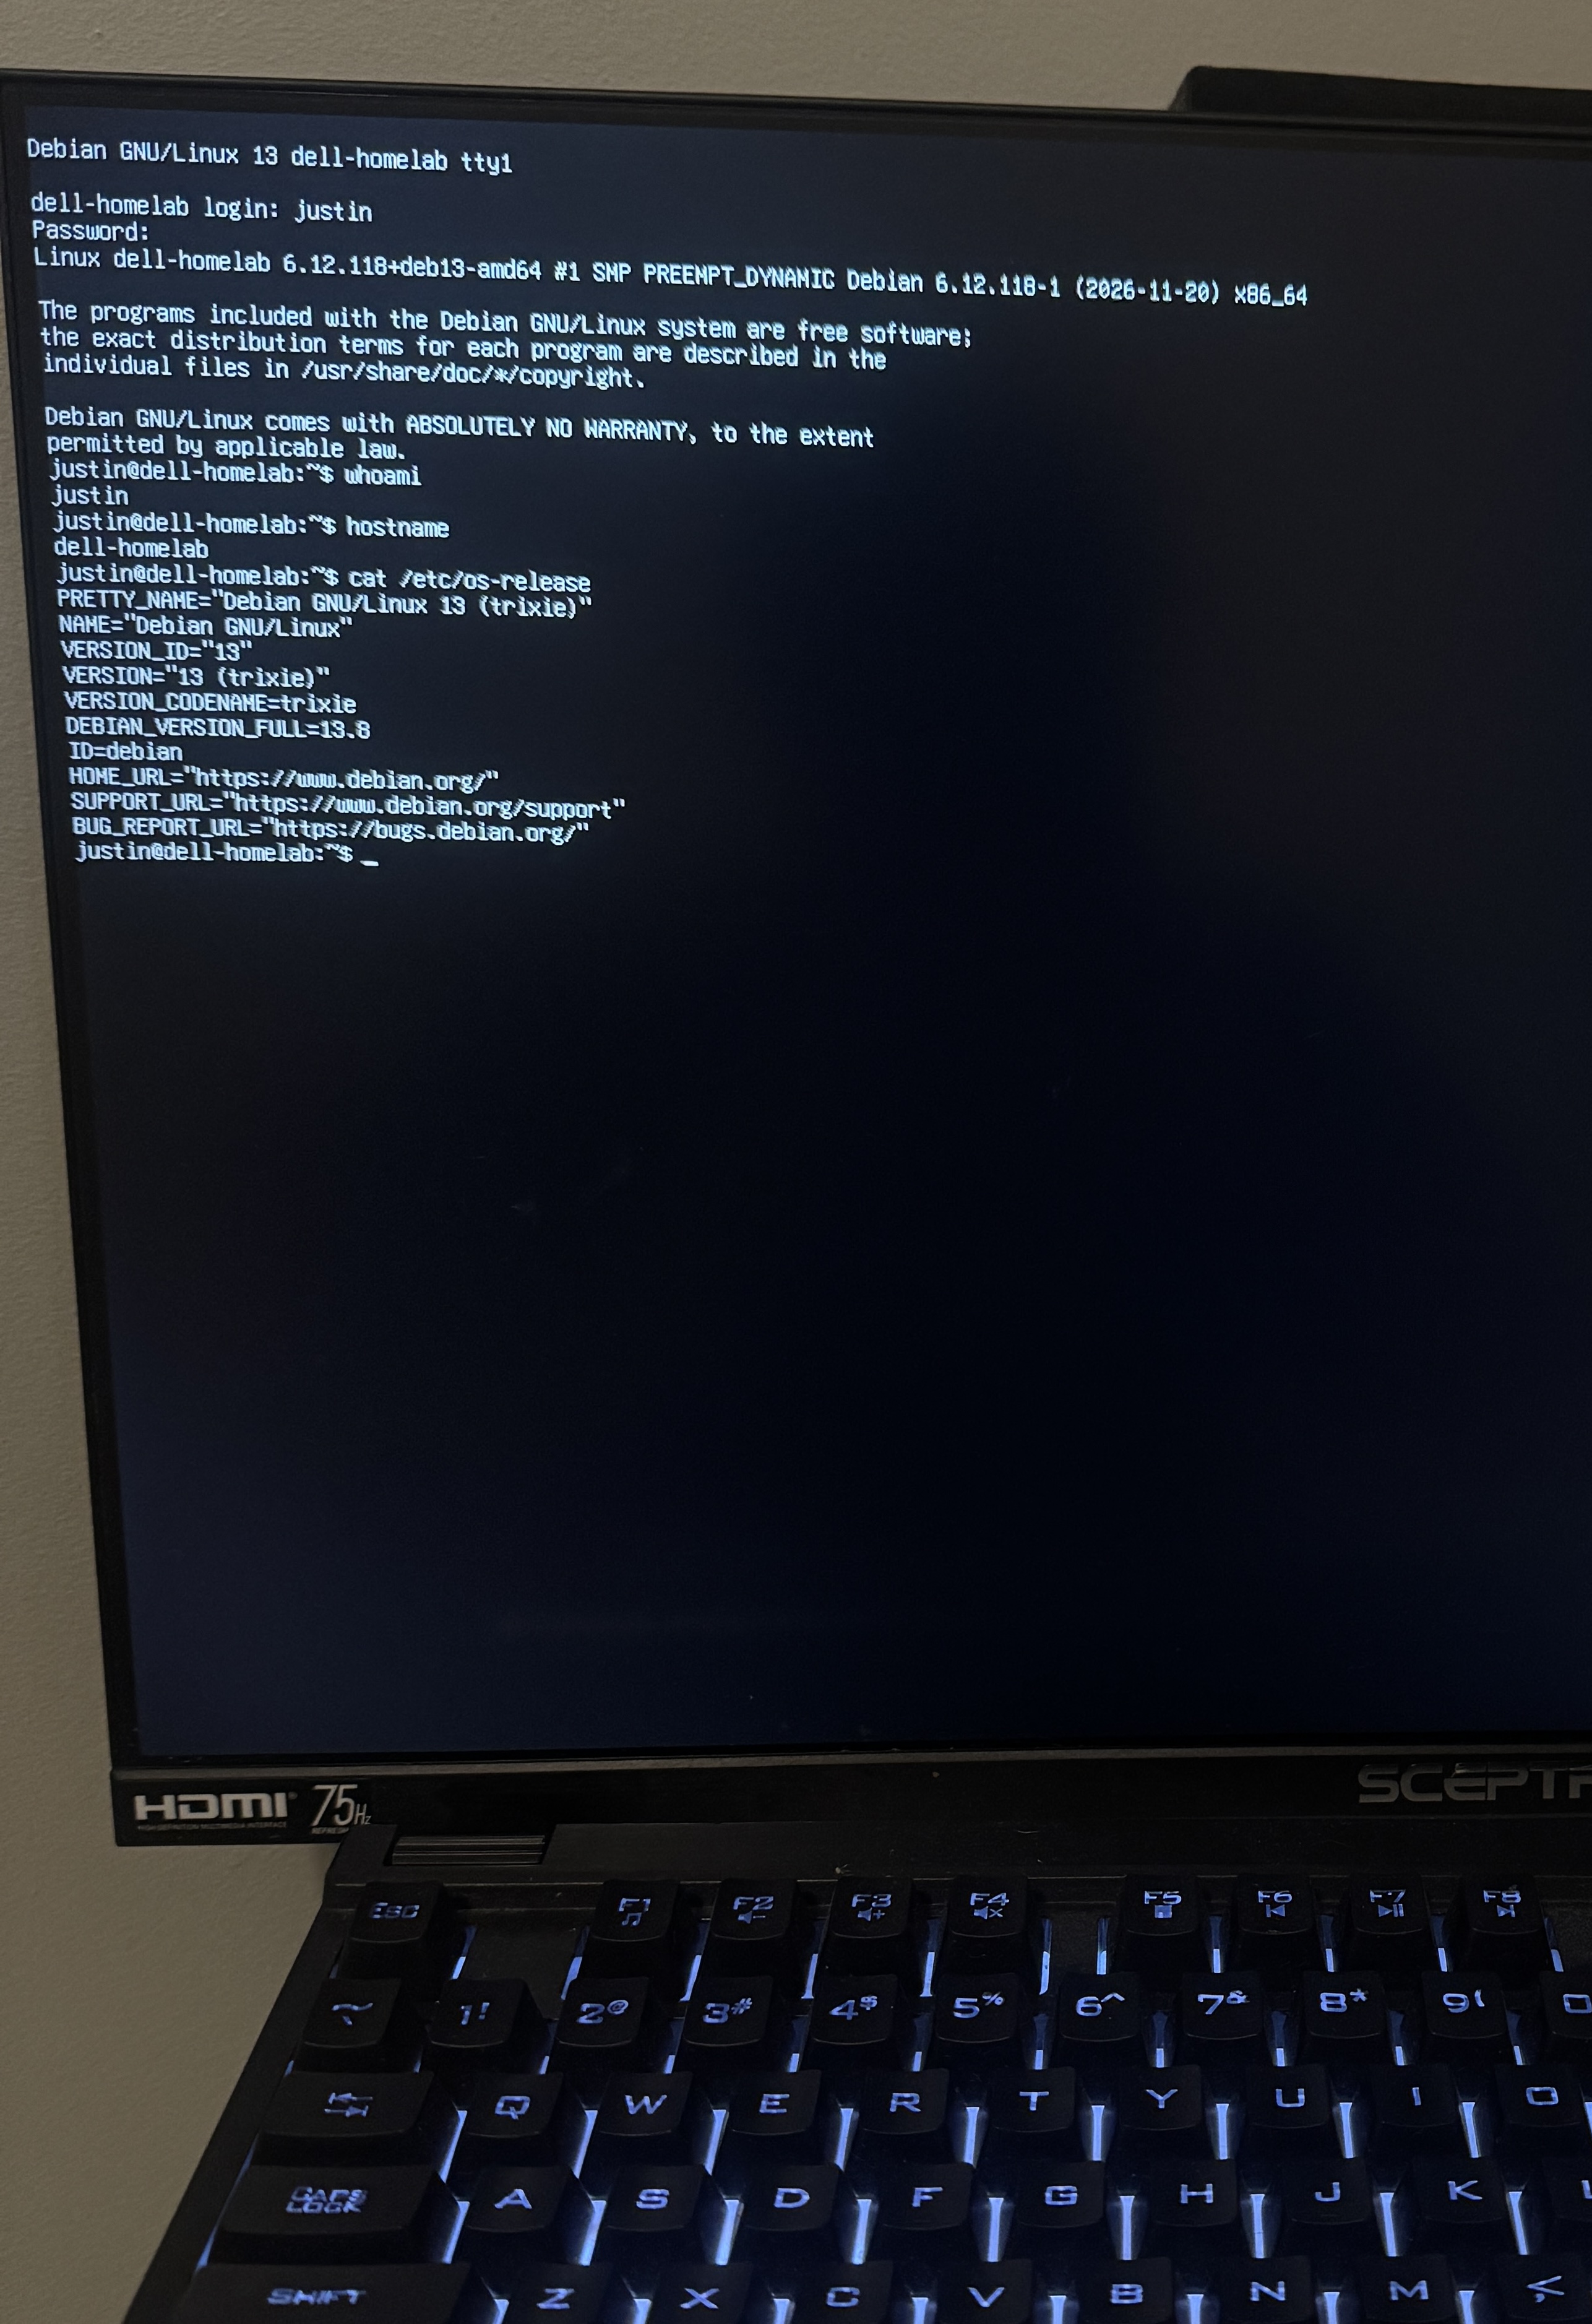 Debian GNU/Linux 13 dell-homelab tty1
dell-homelab login: justin
Password:
Linux dell-homelab 6.12.118+deb13-amd64 #1 SMP PREEMPT_DYNAMIC Debian 6.12.118-1 (2026-11-20) x86_64
The programs included with the Debian GNU/Linux system are free software;
the exact distribution terms for each program are described in the
individual files in /usr/share/doc/*/copyright.
Debian GNU/Linux comes with ABSOLUTELY NO WARRANTY, to the extent
permitted by applicable law.
justin@dell-homelab:~$ whoami
justin
justin@dell-homelab:~$ hostname
dell-homelab
justin@dell-homelab:~$ cat /etc/os-release
PRETTY_NAME="Debian GNU/Linux 13 (trixie)"
NAME="Debian GNU/Linux"
VERSION_ID="13"
VERSION="13 (trixie)"
VERSION_CODENAME=trixie
DEBIAN_VERSION_FULL=13.8
ID=debian
HOME_URL="https://www.debian.org/"
SUPPORT_URL="https://www.debian.org/support"
BUG_REPORT_URL="https://bugs.debian.org/"
justin@dell-homelab:~$ _
HDMI 75Hz
HIGH-DEFINITION MULTIMEDIA INTERFACE
SCEPT
ESC F1 F2 F3 F4 F5 F6 F7 F8
~ 1! 2@ 3# 4$ 5% 6^ 7& 8* 9(
Q W E R T Y U I O
CAPS LOCK A S D F G H J K
SHIFT Z X C V B N M <